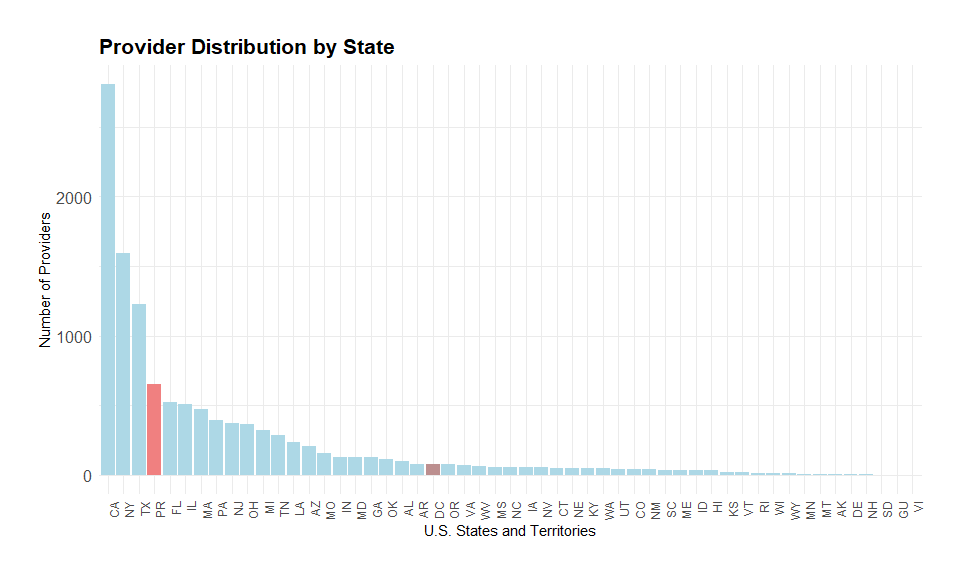 Provider Distribution by State
Number of Providers
2000
1000
0
CA NY TX PR FL IL MA PA NJ OH MI TN LA AZ MO IN MD GA OK AL AR DC OR VA WV MS NC IA NV CT NE KY WA UT CO NM SC ME ID HI KS VT RI WI WY MN MT AK DE NH SD GU VI
U.S. States and Territories